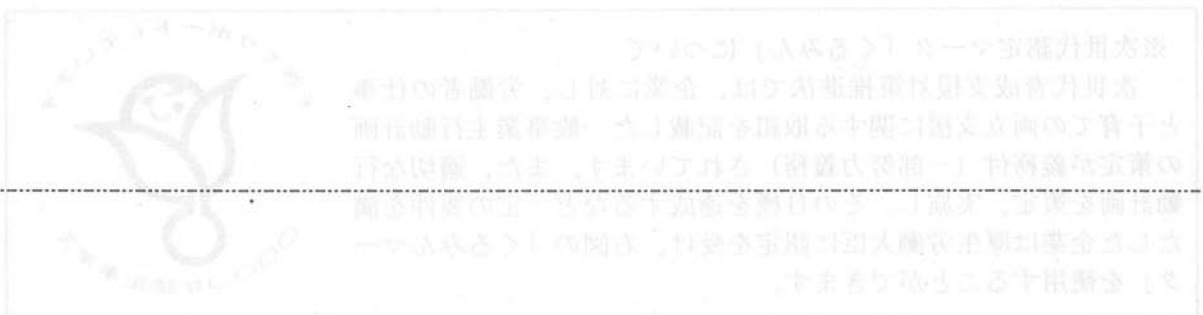 ※次世代認定マーク「くるみん」について
次世代育成支援対策推進法では、企業に対し、労働者の仕事
と子育ての両立支援に関する取組を記載した一般事業主行動計画
の策定が義務付(一部努力義務)されています。また、適切な行
動計画を策定、実施し、その目標を達成するなど一定の要件を満
たした企業は厚生労働大臣に認定を受け、右図の「くるみんマー
ク」を使用することができます。